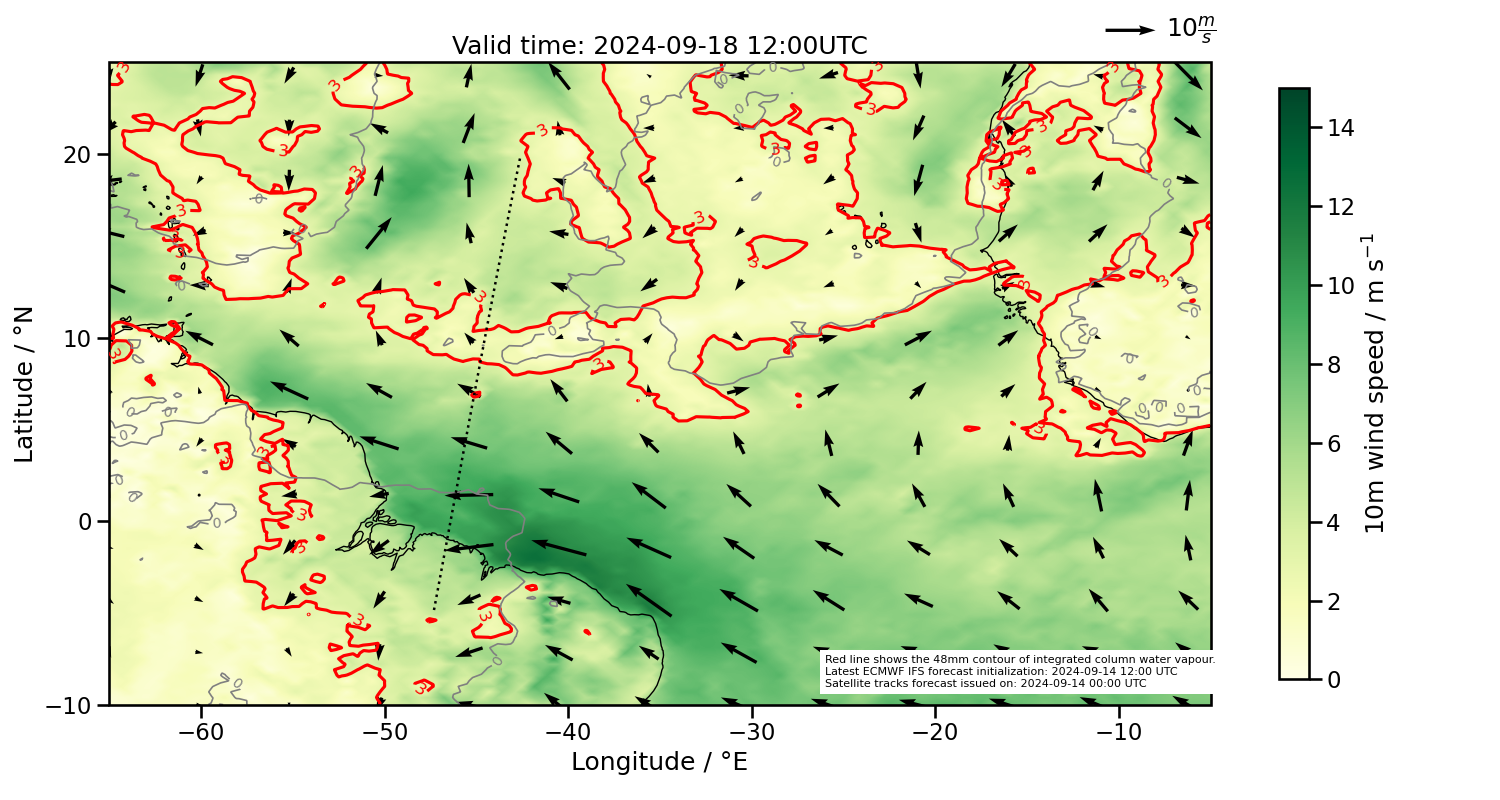 10 m/s
Valid time: 2024-09-18 12:00UTC
Latitude / °N
20
10
0
−10
−60
−50
−40
−30
−20
−10
Longitude / °E
14
12
10
8
6
4
2
0
10m wind speed / m s⁻¹
Red line shows the 48mm contour of integrated column water vapour.
Latest ECMWF IFS forecast initialization: 2024-09-14 12:00 UTC
Satellite tracks forecast issued on: 2024-09-14 00:00 UTC